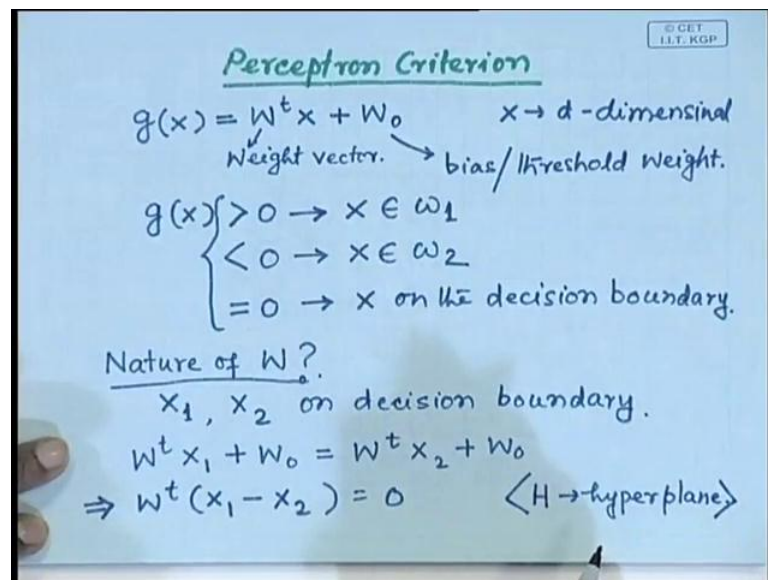 © CET
I.I.T. KGP
Perceptron Criterion
g(x) = W^t x + W₀ x → d-dimensinal
Weight vector. bias/threshold weight.
g(x) { > 0 → x ∈ ω₁
< 0 → x ∈ ω₂
= 0 → x on the decision boundary.
Nature of W?
x₁, x₂ on decision boundary.
W^t x₁ + W₀ = W^t x₂ + W₀
⇒ W^t (x₁ - x₂) = 0 <H → hyperplane>